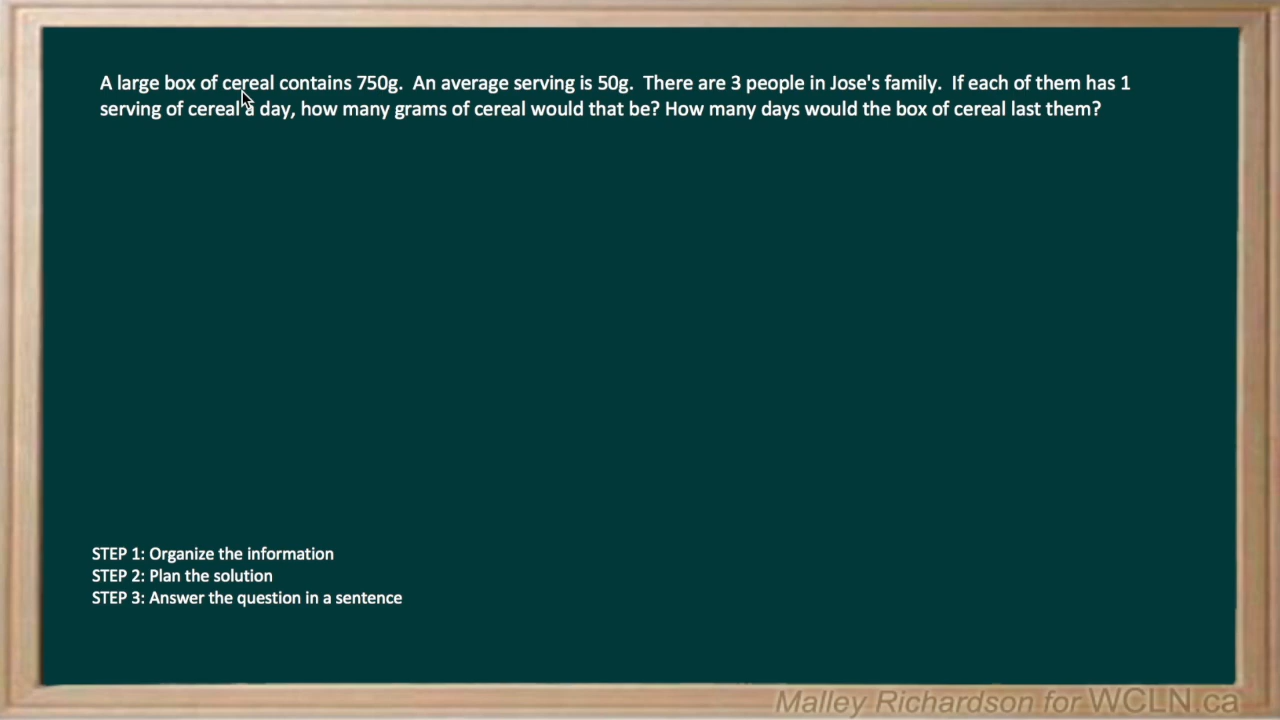 A large box of cereal contains 750g.  An average serving is 50g.  There are 3 people in Jose's family.  If each of them has 1
serving of cereal a day, how many grams of cereal would that be? How many days would the box of cereal last them?
STEP 1: Organize the information
STEP 2: Plan the solution
STEP 3: Answer the question in a sentence
Malley Richardson for WCLN.ca